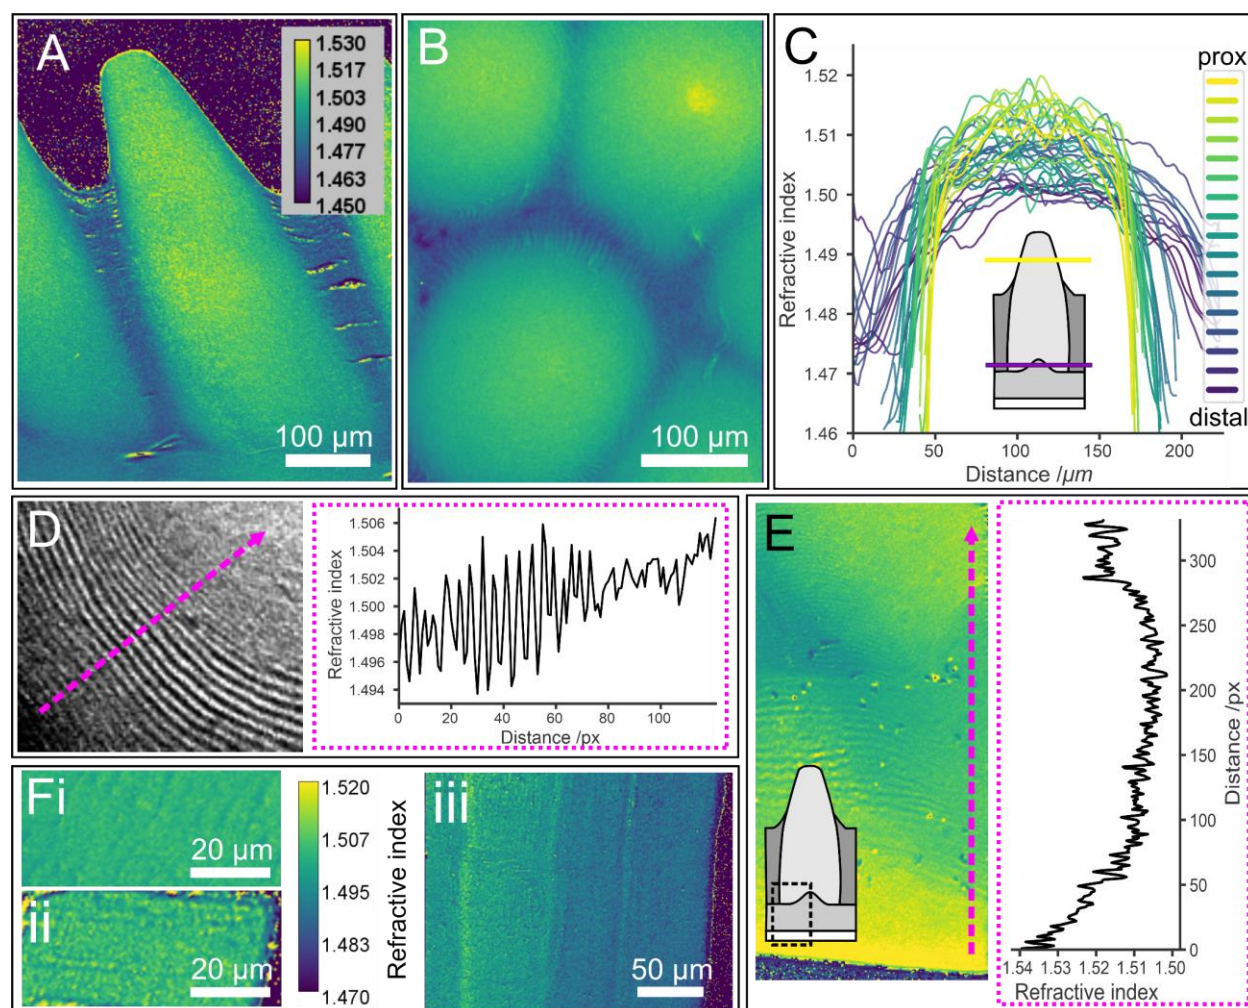 A
1.530
1.517
1.503
1.490
1.477
1.463
1.450
100 µm
B
100 µm
C
prox
distal
Refractive index
1.52
1.51
1.50
1.49
1.48
1.47
1.46
0 50 100 150 200
Distance /µm
D
Refractive index
1.506
1.504
1.502
1.500
1.498
1.496
1.494
0 20 40 60 80 100
Distance /px
E
300
250
200
150
100
50
0
Distance /px
1.54 1.53 1.52 1.51 1.50
Refractive index
Fi
20 µm
ii
20 µm
1.520
1.507
1.495
1.483
1.470
Refractive index
iii
50 µm